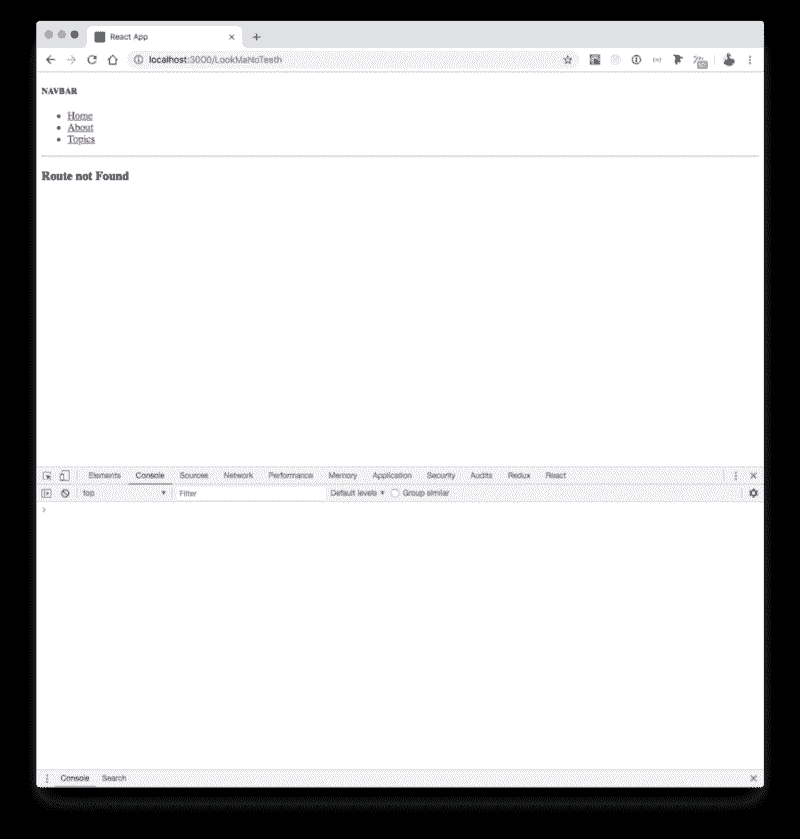 React App
localhost:3000/LookMaNoTeeth
NAVBAR
Home
About
Topics
Route not Found
Elements Console Sources Network Performance Memory Application Security Audits Redux React
top Filter Default levels Group similar
Console Search